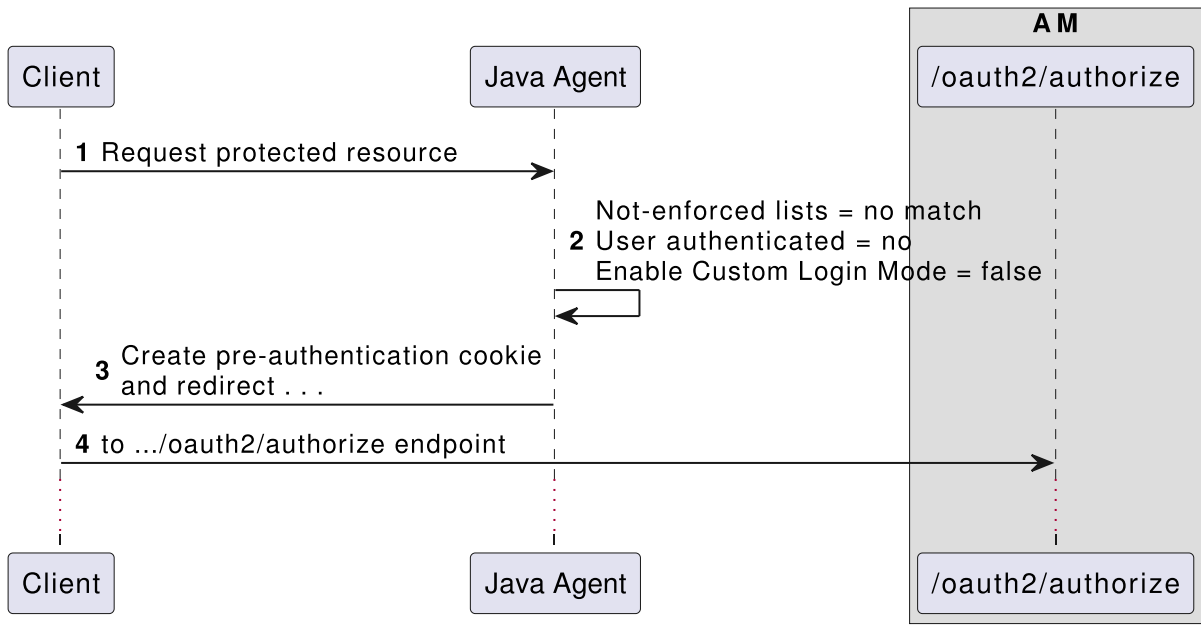 AM
Client
Java Agent
/oauth2/authorize
1 Request protected resource
Not-enforced lists = no match
2 User authenticated = no
Enable Custom Login Mode = false
3 Create pre-authentication cookie
and redirect . . .
4 to .../oauth2/authorize endpoint
Client
Java Agent
/oauth2/authorize